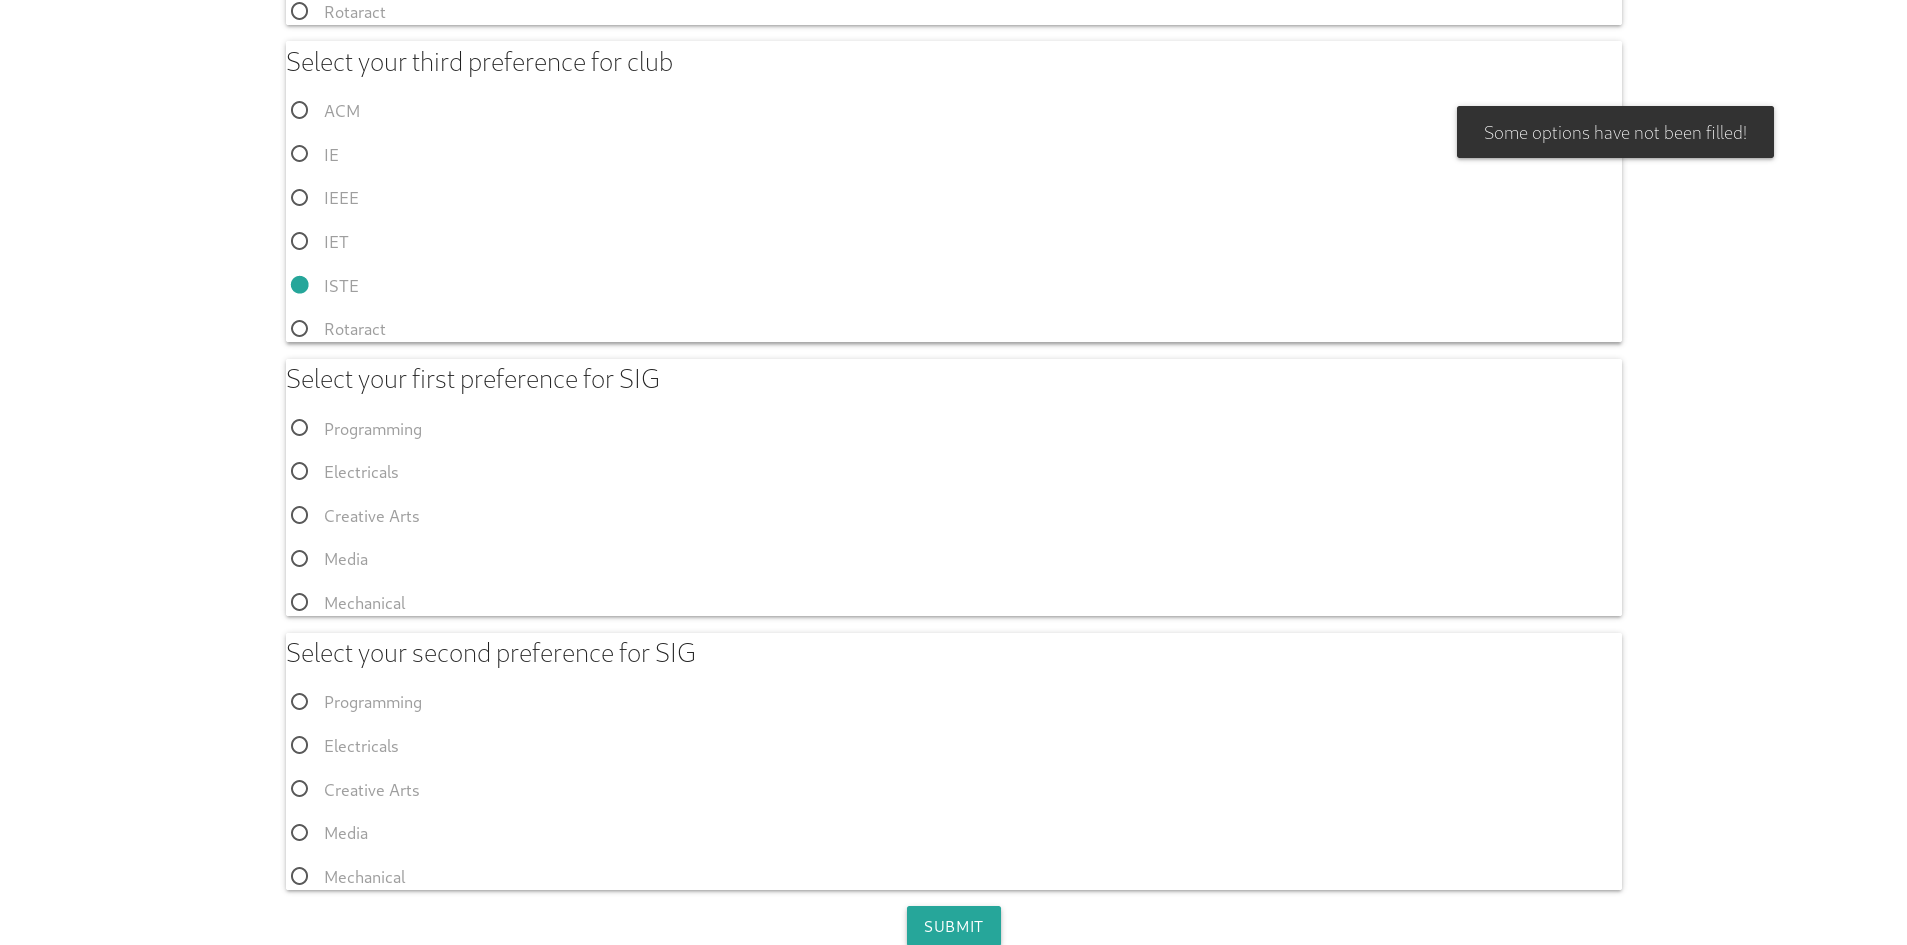 Rotaract
Select your third preference for club
ACM
Some options have not been filled!
IE
IEEE
IET
ISTE
Rotaract
Select your first preference for SIG
Programming
Electricals
Creative Arts
Media
Mechanical
Select your second preference for SIG
Programming
Electricals
Creative Arts
Media
Mechanical
SUBMIT